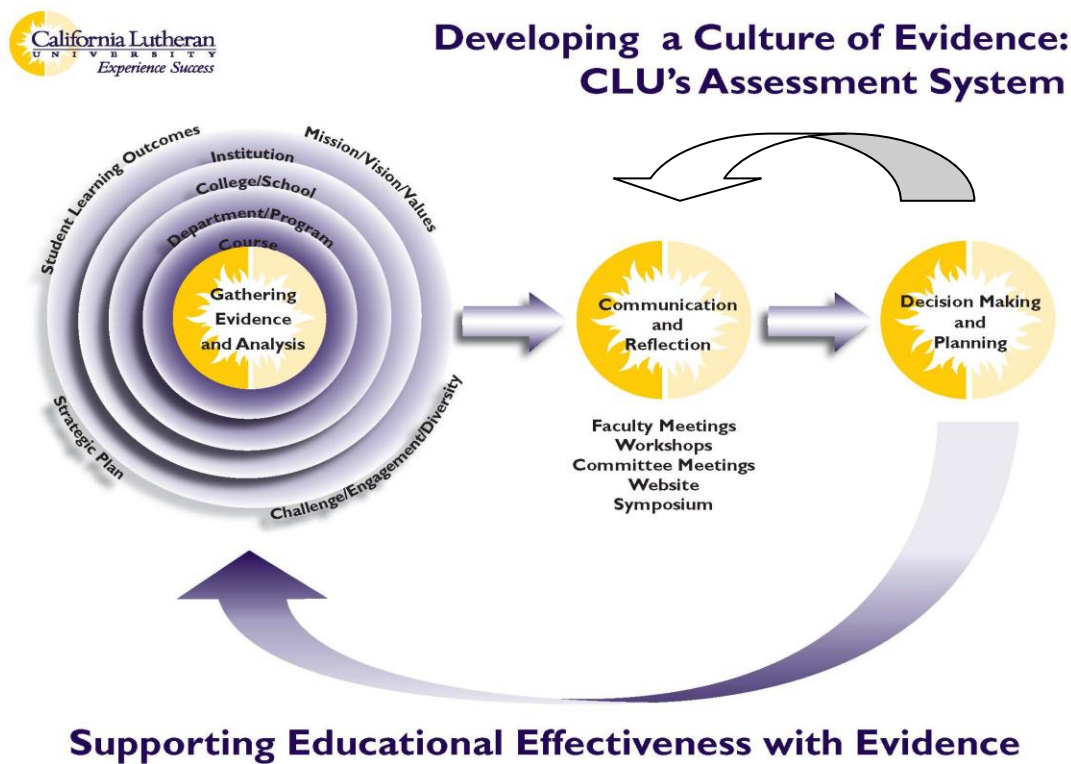 California Lutheran
UNIVERSITY
Experience Success
Developing a Culture of Evidence:
CLU's Assessment System
Student Learning Outcomes
Mission/Vision/Values
Institution
College/School
Department/Program
Course
Gathering
Evidence
and Analysis
Strategic Plan
Challenge/Engagement/Diversity
Communication
and
Reflection
Faculty Meetings
Workshops
Committee Meetings
Website
Symposium
Decision Making
and
Planning
Supporting Educational Effectiveness with Evidence